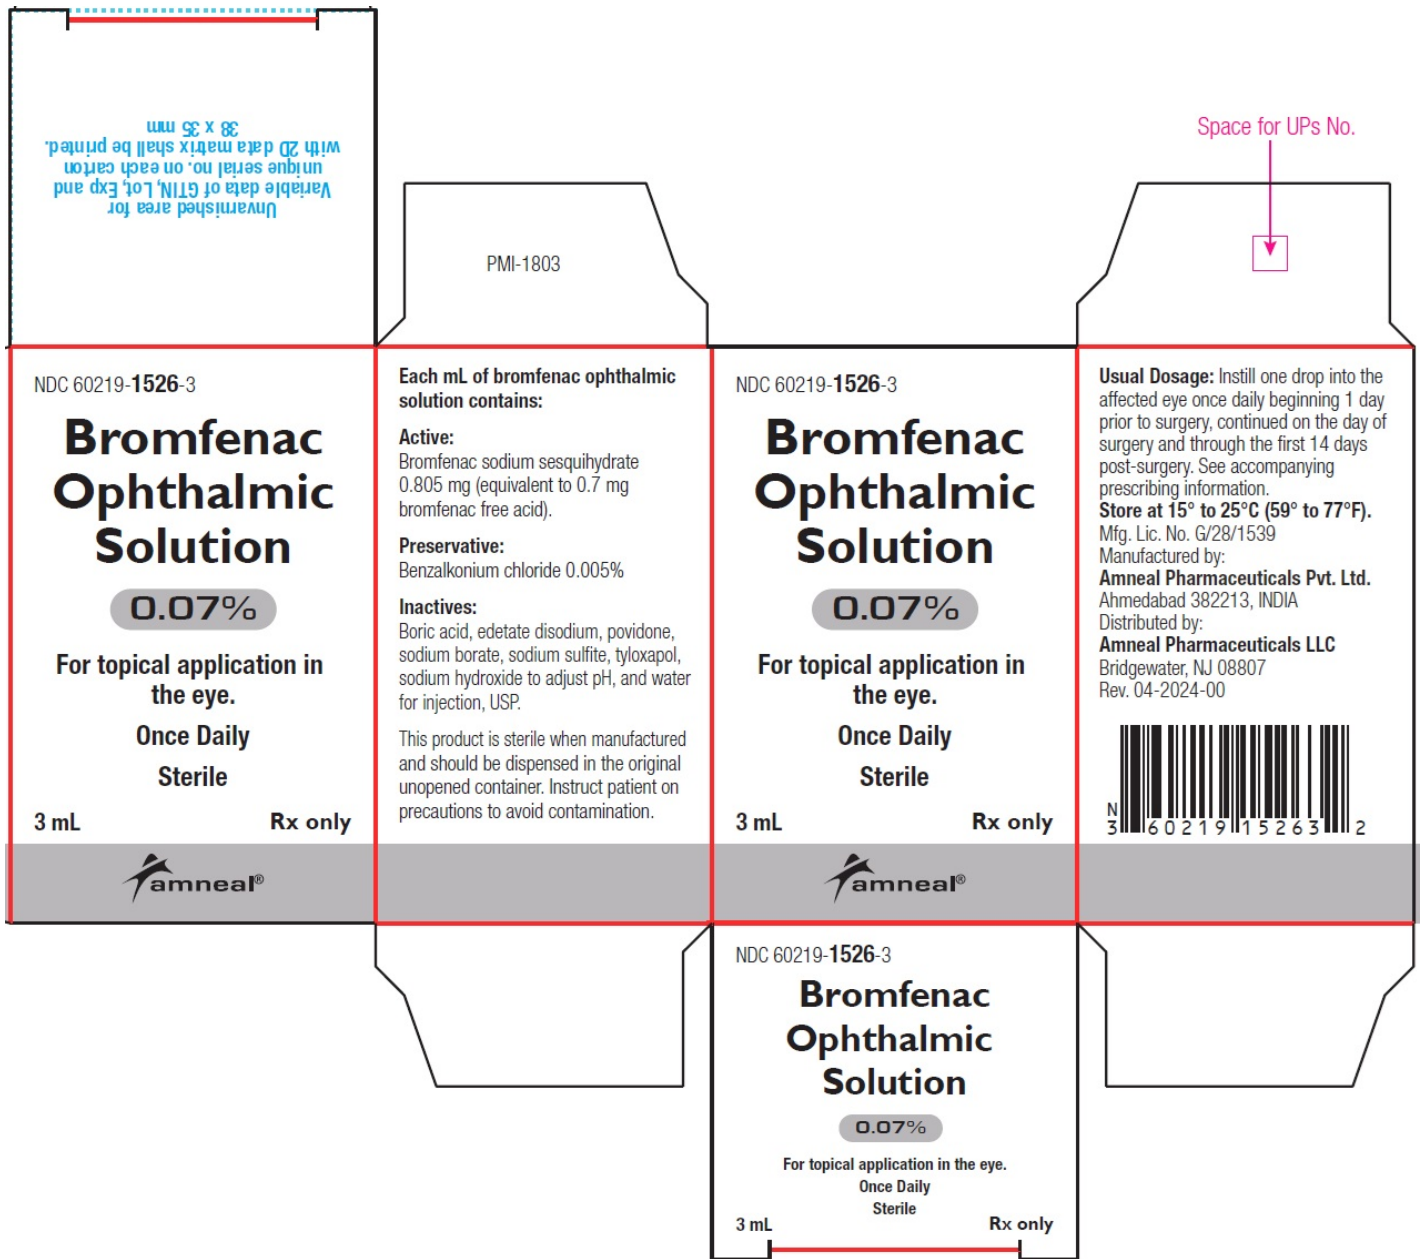 Unvarnished area for
Variable data of GTIN, Lot, Exp and
unique serial no. on each carton
with 2D data matrix shall be printed.
38 x 35 mm
PMI-1803
Space for UPs No.
NDC 60219-1526-3
Bromfenac
Ophthalmic
Solution
0.07%
For topical application in
the eye.
Once Daily
Sterile
3 mL
Rx only
amneal®
Each mL of bromfenac ophthalmic
solution contains:
Active:
Bromfenac sodium sesquihydrate
0.805 mg (equivalent to 0.7 mg
bromfenac free acid).
Preservative:
Benzalkonium chloride 0.005%
Inactives:
Boric acid, edetate disodium, povidone,
sodium borate, sodium sulfite, tyloxapol,
sodium hydroxide to adjust pH, and water
for injection, USP.
This product is sterile when manufactured
and should be dispensed in the original
unopened container. Instruct patient on
precautions to avoid contamination.
NDC 60219-1526-3
Bromfenac
Ophthalmic
Solution
0.07%
For topical application in
the eye.
Once Daily
Sterile
3 mL
Rx only
amneal®
Usual Dosage: Instill one drop into the
affected eye once daily beginning 1 day
prior to surgery, continued on the day of
surgery and through the first 14 days
post-surgery. See accompanying
prescribing information.
Store at 15° to 25°C (59° to 77°F).
Mfg. Lic. No. G/28/1539
Manufactured by:
Amneal Pharmaceuticals Pvt. Ltd.
Ahmedabad 382213, INDIA
Distributed by:
Amneal Pharmaceuticals LLC
Bridgewater, NJ 08807
Rev. 04-2024-00
N
3 60219 15263 2
NDC 60219-1526-3
Bromfenac
Ophthalmic
Solution
0.07%
For topical application in the eye.
Once Daily
Sterile
3 mL
Rx only